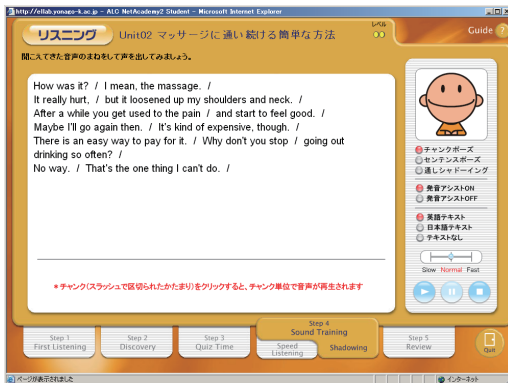 http://ellab.yonago-k.ac.jp - ALC NetAcademy2 Student - Microsoft Internet Explorer
リスニング Unit02 マッサージに通い続ける簡単な方法
レベル
Guide ?
聞こえてきた音声のまねをして声を出してみましょう。
How was it? / I mean, the massage. /
It really hurt, / but it loosened up my shoulders and neck. /
After a while you get used to the pain / and start to feel good. /
Maybe I'll go again then. / It's kind of expensive, though. /
There is an easy way to pay for it. / Why don't you stop / going out
drinking so often? /
No way. / That's the one thing I can't do. /
*チャンク(スラッシュで区切られたかたまり)をクリックすると、チャンク単位で音声が再生されます
チャンクポーズ
センテンスポーズ
通しシャドーイング
発音アシストON
発音アシストOFF
英語テキスト
日本語テキスト
テキストなし
Slow Normal Fast
Step 1
First Listening
Step 2
Discovery
Step 3
Quiz Time
Step 4
Sound Training
Speed
Listening
Shadowing
Step 5
Review
Quit
ページが表示されました
インターネット